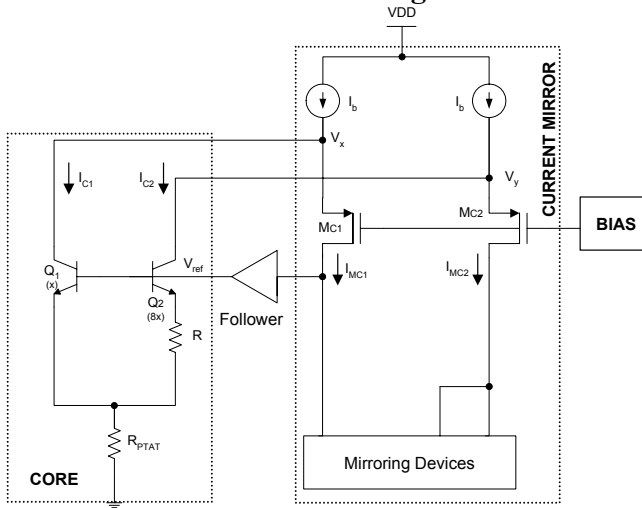 VDD
I_b
I_b
V_x
V_y
CURRENT MIRROR
I_C1
I_C2
M_C1
M_C2
BIAS
Q_1
(x)
V_ref
I_MC1
I_MC2
Q2
(8x)
Follower
R
R_PTAT
Mirroring Devices
CORE